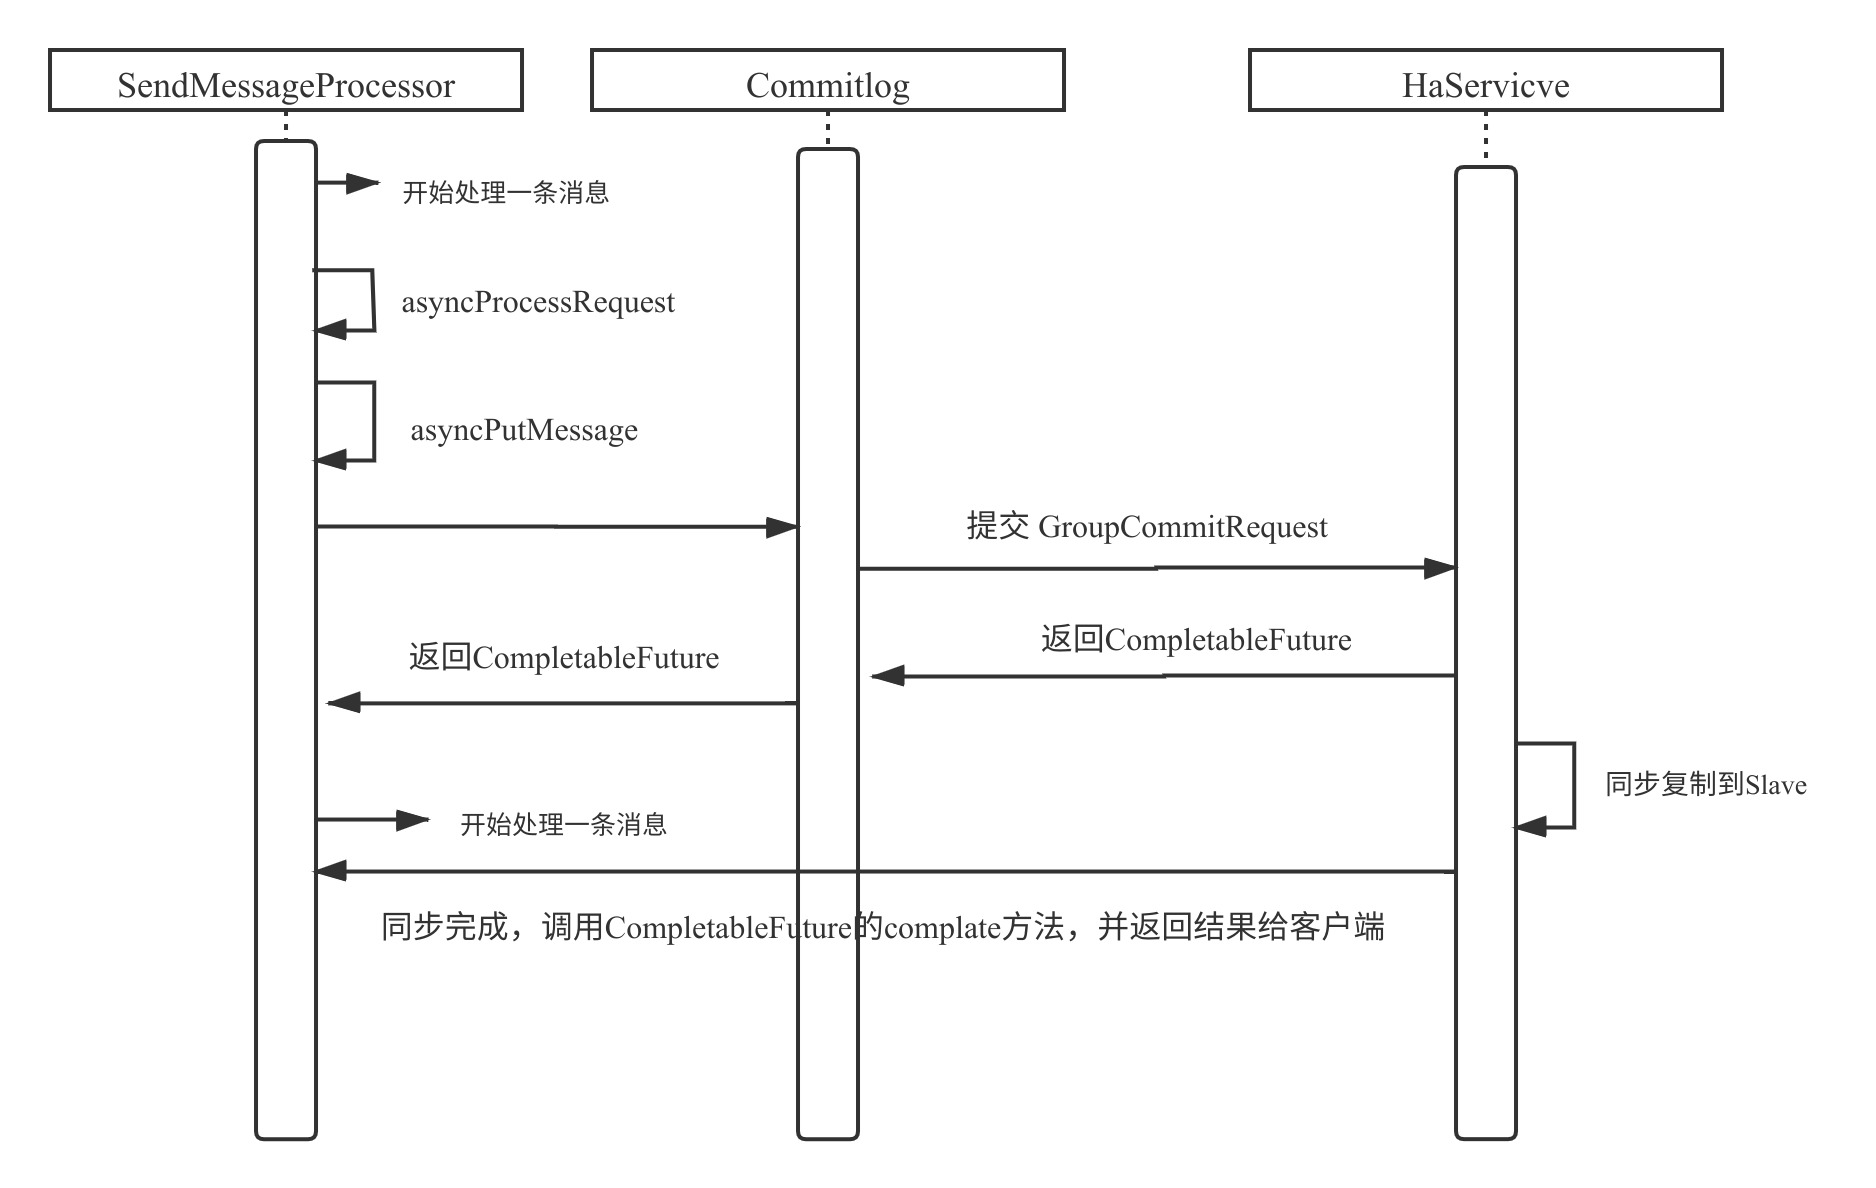 SendMessageProcessor
Commitlog
HaServicve
开始处理一条消息
asyncProcessRequest
asyncPutMessage
提交 GroupCommitRequest
返回CompletableFuture
返回CompletableFuture
同步复制到Slave
开始处理一条消息
同步完成，调用CompletableFuture的complate方法，并返回结果给客户端